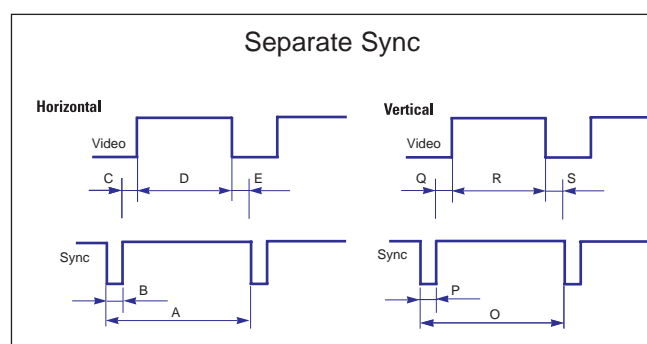 Separate Sync
Horizontal
Video
C D E
Sync
B
A
Vertical
Video
Q R S
Sync
P
O